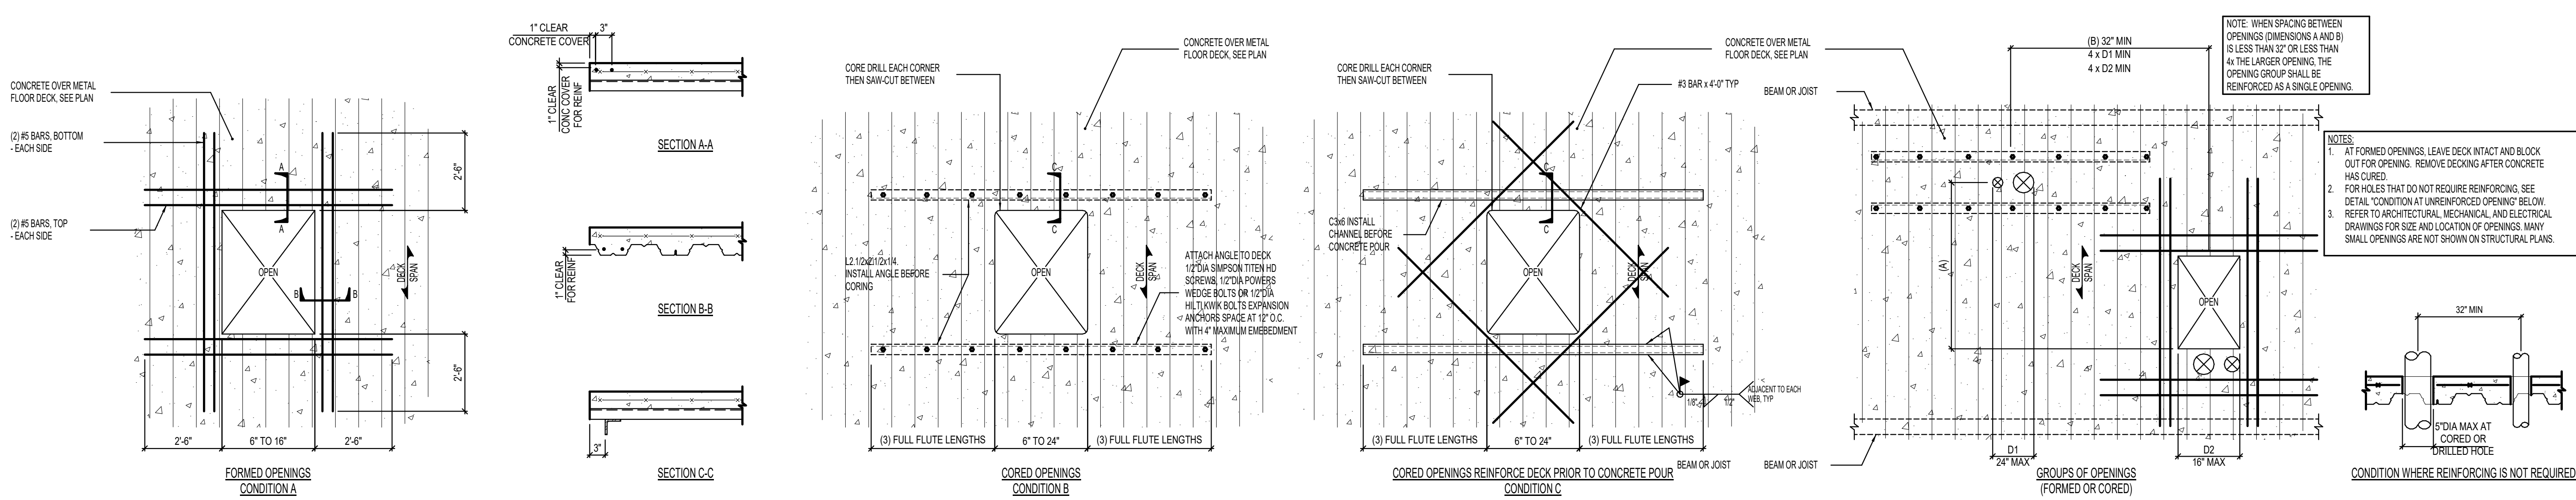 CONCRETE OVER METAL
FLOOR DECK, SEE PLAN
(2) #5 BARS, BOTTOM
- EACH SIDE
(2) #5 BARS, TOP
- EACH SIDE
A
A
OPEN
B
B
DECK
SPAN
2'-6"
2'-6"
2'-6"
6" TO 16"
2'-6"
FORMED OPENINGS
CONDITION A
1" CLEAR
CONCRETE COVER
3"
1" CLEAR
CONC COVER
FOR REINF
SECTION A-A
1" CLEAR
FOR REINF
SECTION B-B
3"
SECTION C-C
CORE DRILL EACH CORNER
THEN SAW-CUT BETWEEN
CONCRETE OVER METAL
FLOOR DECK, SEE PLAN
C
C
OPEN
L2.1/2x2.1/2x1/4.
INSTALL ANGLE BEFORE
CORING
DECK
SPAN
ATTACH ANGLE TO DECK
1/2"DIA SIMPSON TITEN HD
SCREWS, 1/2"DIA POWERS
WEDGE BOLTS OR 1/2"DIA
HILTI KWIK BOLTS EXPANSION
ANCHORS SPACE AT 12" O.C.
WITH 4" MAXIMUM EMEBEDMENT
(3) FULL FLUTE LENGTHS
6" TO 24"
(3) FULL FLUTE LENGTHS
CORED OPENINGS
CONDITION B
CORE DRILL EACH CORNER
THEN SAW-CUT BETWEEN
CONCRETE OVER METAL
FLOOR DECK, SEE PLAN
#3 BAR x 4'-0" TYP
C
C
C3x6 INSTALL
CHANNEL BEFORE
CONCRETE POUR
OPEN
DECK
SPAN
1/8"
1/2"
ADJACENT TO EACH
WEB, TYP
(3) FULL FLUTE LENGTHS
6" TO 24"
(3) FULL FLUTE LENGTHS
CORED OPENINGS REINFORCE DECK PRIOR TO CONCRETE POUR
CONDITION C
BEAM OR JOIST
BEAM OR JOIST
BEAM OR JOIST
(B) 32" MIN
4 x D1 MIN
4 x D2 MIN
(A)
DECK
SPAN
OPEN
D1
24" MAX
D2
16" MAX
GROUPS OF OPENINGS
(FORMED OR CORED)
NOTE: WHEN SPACING BETWEEN
OPENINGS (DIMENSIONS A AND B)
IS LESS THAN 32" OR LESS THAN
4x THE LARGER OPENING, THE
OPENING GROUP SHALL BE
REINFORCED AS A SINGLE OPENING.
NOTES:
1. AT FORMED OPENINGS, LEAVE DECK INTACT AND BLOCK
OUT FOR OPENING. REMOVE DECKING AFTER CONCRETE
HAS CURED.
2. FOR HOLES THAT DO NOT REQUIRE REINFORCING, SEE
DETAIL "CONDITION AT UNREINFORCED OPENING" BELOW.
3. REFER TO ARCHITECTURAL, MECHANICAL, AND ELECTRICAL
DRAWINGS FOR SIZE AND LOCATION OF OPENINGS. MANY
SMALL OPENINGS ARE NOT SHOWN ON STRUCTURAL PLANS.
32" MIN
5"DIA MAX AT
CORED OR
DRILLED HOLE
CONDITION WHERE REINFORCING IS NOT REQUIRED